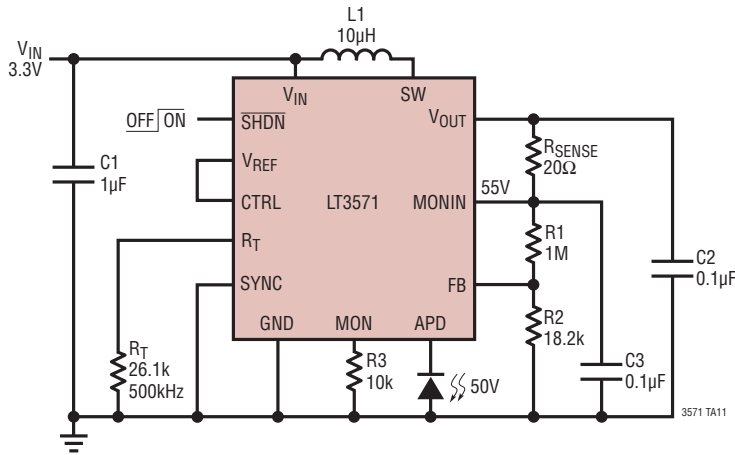 L1
10µH
VIN
3.3V
VIN
SW
OFF ON
SHDN
VOUT
RSENSE
20Ω
C1
1µF
VREF
CTRL
LT3571
MONIN
55V
R1
1M
RT
C2
0.1µF
SYNC
FB
R2
18.2k
GND
MON
APD
RT
26.1k
500kHz
R3
10k
50V
C3
0.1µF
3571 TA11